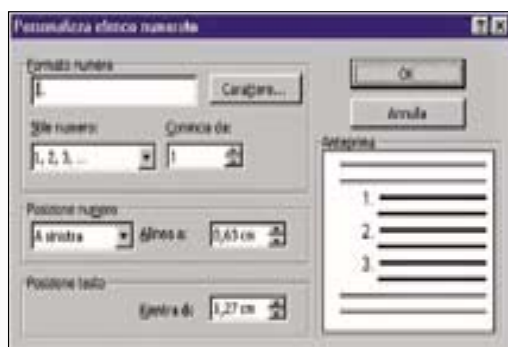 Personalizza elenco numerato
Formato numero
1.
Carattere...
Stile numero:
Comincia da:
1, 2, 3, ...
1
Posizione numero
A sinistra
Allinea a:
0,63 cm
Posizione testo
Rientra di:
1,27 cm
OK
Annulla
Anteprima
1.
2.
3.